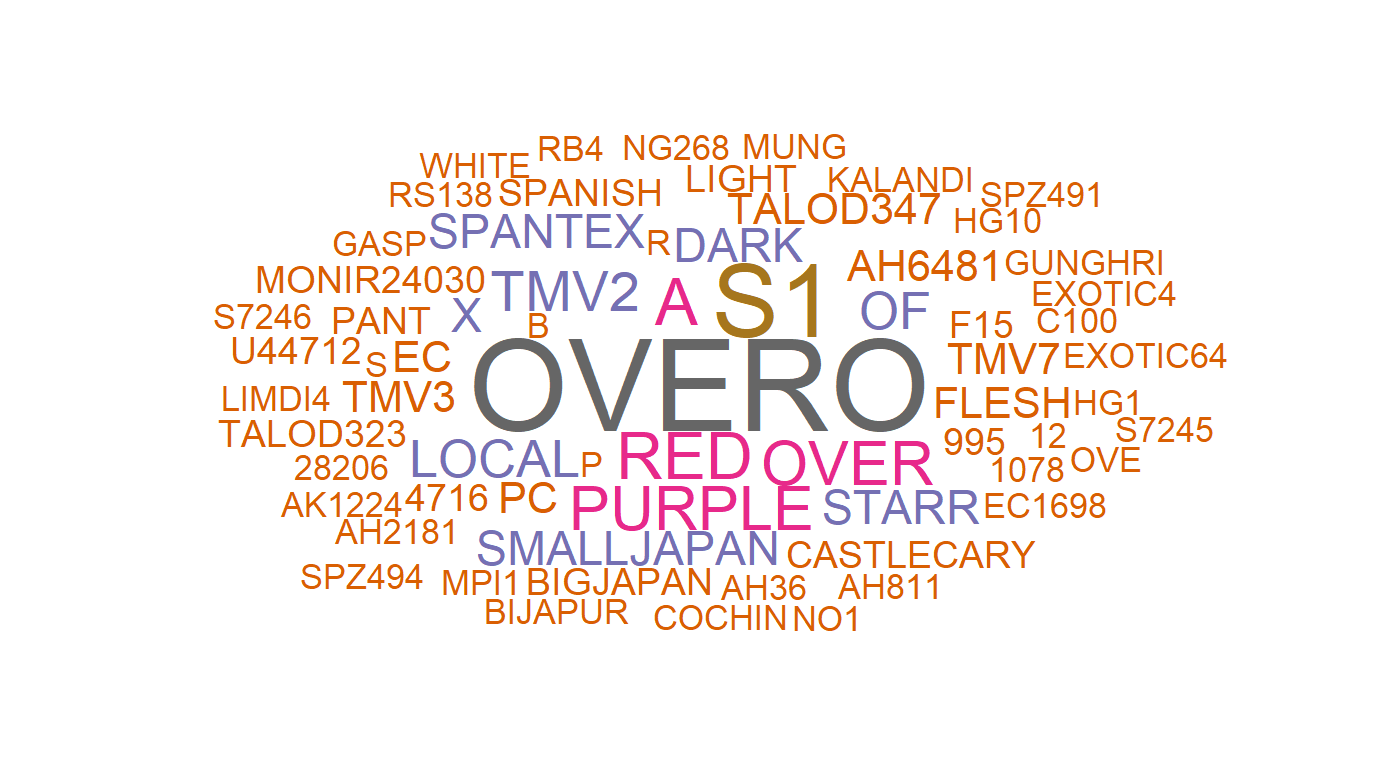 RB4 NG268 MUNG
WHITE
RS138 SPANISH LIGHT KALANDI SPZ491
TALOD347 HG10
GASP SPANTEX R DARK
MONIR24030 TMV2 A S1 AH6481 GUNGHRI
EXOTIC4
S7246 PANT X B OF F15 C100
U44712 S EC OVERO TMV7 EXOTIC64
LIMDI4 TMV3 FLESH HG1
TALOD323 995 12 S7245
28206 LOCAL P RED OVER 1078 OVE
AK1224 4716 PC PURPLE STARR EC1698
AH2181 SMALLJAPAN CASTLECARY
SPZ494 MPI1 BIGJAPAN AH36 AH811
BIJAPUR COCHIN NO1